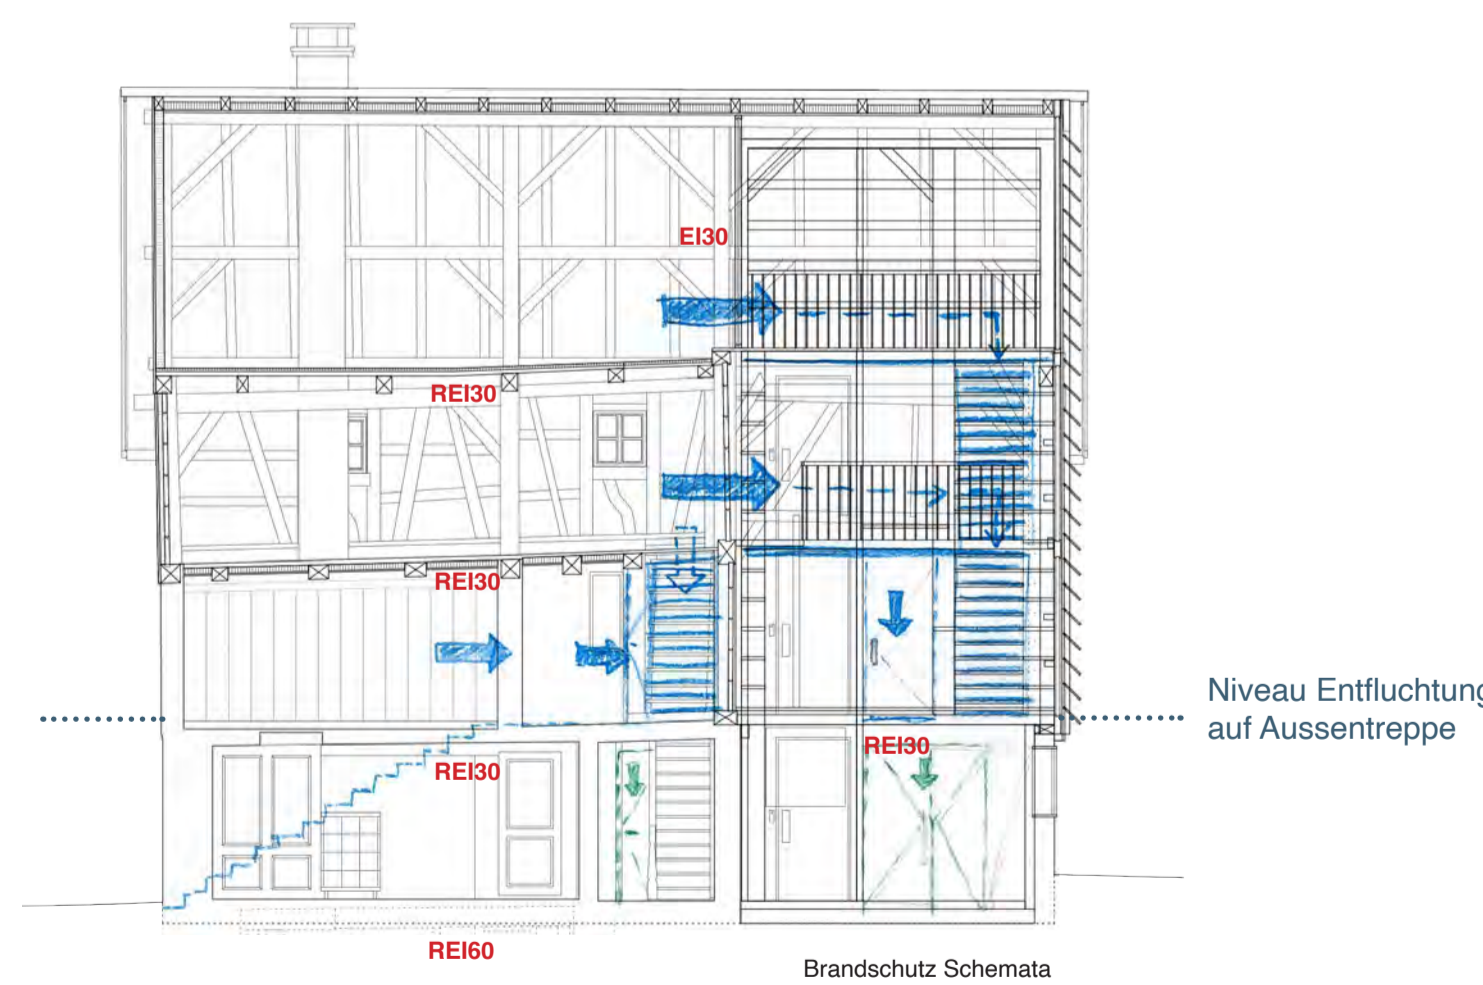 EI30
REI30
REI30
Niveau Entfluchtung
auf Aussentreppe
REI30
REI30
REI60
Brandschutz Schemata